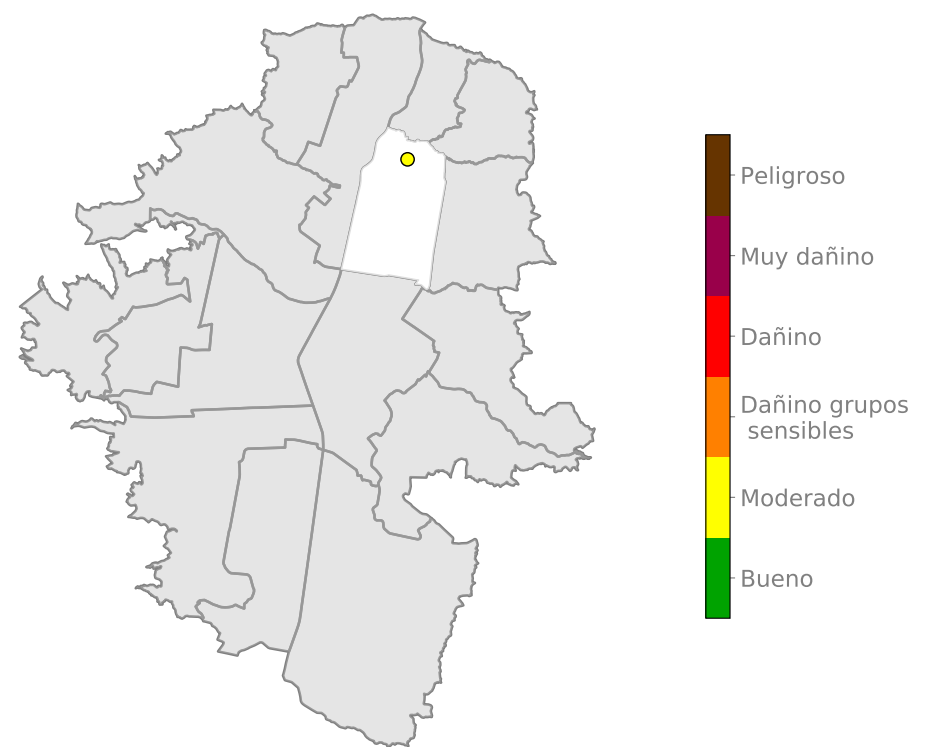 Peligroso
Muy dañino
Dañino
Dañino grupos
sensibles
Moderado
Bueno